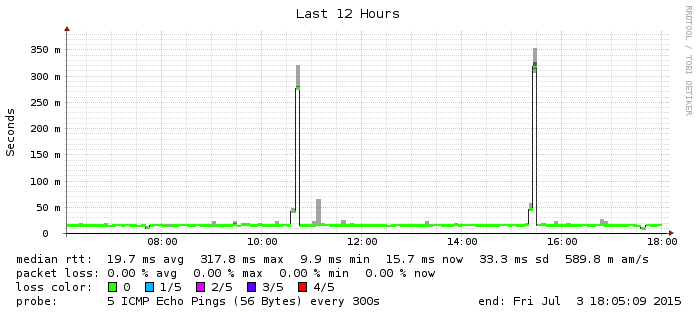 Last 12 Hours
RRDTOOL / TOBI OETIKER
Seconds
350 m
300 m
250 m
200 m
150 m
100 m
50 m
0
08:00 10:00 12:00 14:00 16:00 18:00
median rtt: 19.7 ms avg 317.8 ms max 9.9 ms min 15.7 ms now 33.3 ms sd 589.8 m am/s
packet loss: 0.00 % avg 0.00 % max 0.00 % min 0.00 % now
loss color: 0 1/5 2/5 3/5 4/5
probe: 5 ICMP Echo Pings (56 Bytes) every 300s end: Fri Jul 3 18:05:09 2015